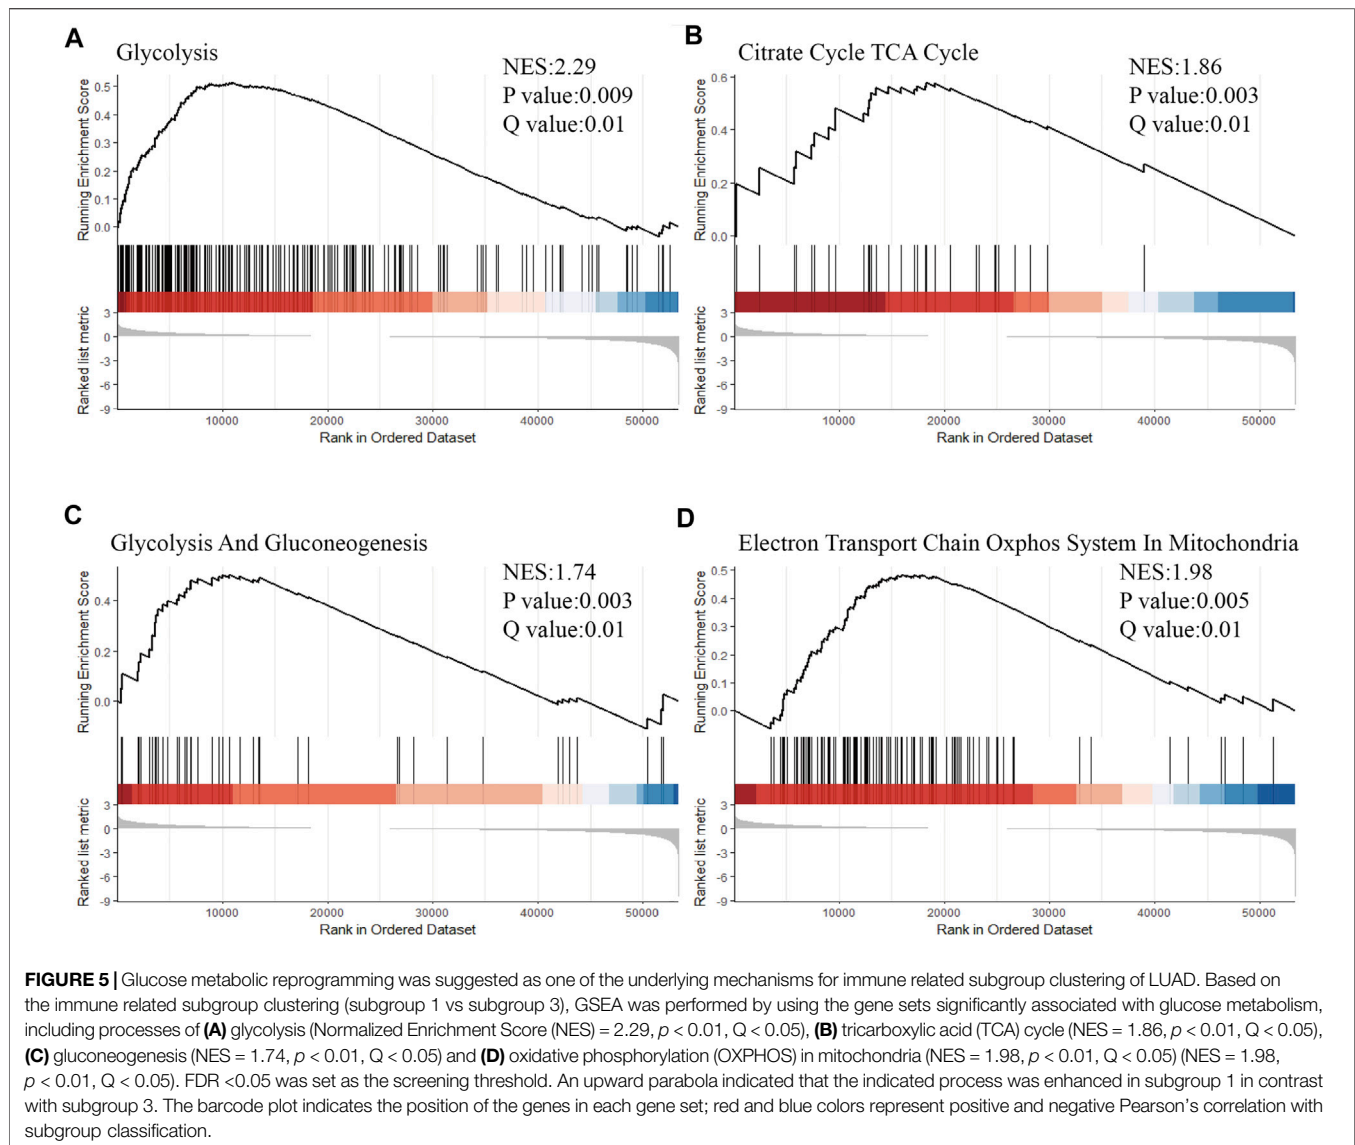 A
Glycolysis
NES:2.29
P value:0.009
Q value:0.01
Running Enrichment Score
0.5
0.4
0.3
0.2
0.1
0.0
Ranked list metric
3
0
-3
-6
-9
10000 20000 30000 40000 50000
Rank in Ordered Dataset
B
Citrate Cycle TCA Cycle
NES:1.86
P value:0.003
Q value:0.01
Running Enrichment Score
0.6
0.4
0.2
0.0
Ranked list metric
3
0
-3
-6
-9
10000 20000 30000 40000 50000
Rank in Ordered Dataset
C
Glycolysis And Gluconeogenesis
NES:1.74
P value:0.003
Q value:0.01
Running Enrichment Score
0.4
0.2
0.0
Ranked list metric
3
0
-3
-6
-9
10000 20000 30000 40000 50000
Rank in Ordered Dataset
D
Electron Transport Chain Oxphos System In Mitochondria
NES:1.98
P value:0.005
Q value:0.01
Running Enrichment Score
0.5
0.4
0.3
0.2
0.1
0.0
Ranked list metric
3
0
-3
-6
-9
10000 20000 30000 40000 50000
Rank in Ordered Dataset
FIGURE 5 | Glucose metabolic reprogramming was suggested as one of the underlying mechanisms for immune related subgroup clustering of LUAD. Based on
the immune related subgroup clustering (subgroup 1 vs subgroup 3), GSEA was performed by using the gene sets significantly associated with glucose metabolism,
including processes of (A) glycolysis (Normalized Enrichment Score (NES) = 2.29, p < 0.01, Q < 0.05), (B) tricarboxylic acid (TCA) cycle (NES = 1.86, p < 0.01, Q < 0.05),
(C) gluconeogenesis (NES = 1.74, p < 0.01, Q < 0.05) and (D) oxidative phosphorylation (OXPHOS) in mitochondria (NES = 1.98, p < 0.01, Q < 0.05) (NES = 1.98,
p < 0.01, Q < 0.05). FDR <0.05 was set as the screening threshold. An upward parabola indicated that the indicated process was enhanced in subgroup 1 in contrast
with subgroup 3. The barcode plot indicates the position of the genes in each gene set; red and blue colors represent positive and negative Pearson's correlation with
subgroup classification.